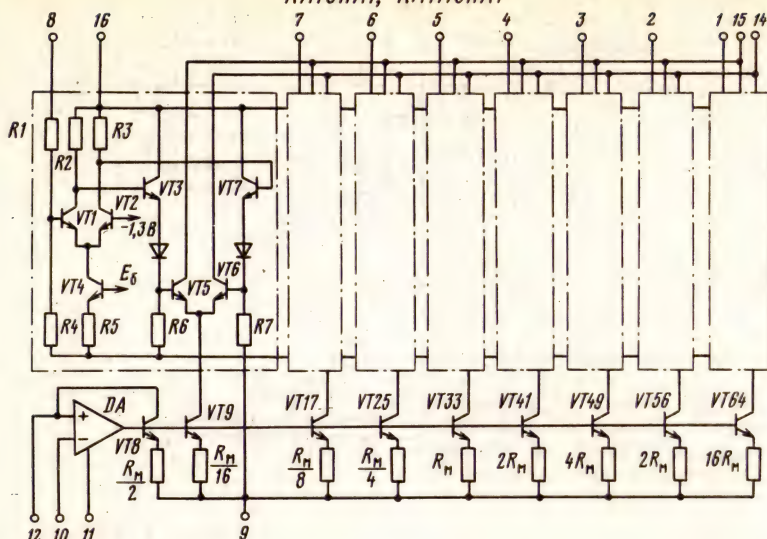 8 16 7 6 5 4 3 2 1 15 14
R1 R3
R2 VT3 VT7
VT1 VT2
-1,3В
VT6
VT4 Eб VT5
R4 R5 R6 R7
DA VT9 VT17 VT25 VT33 VT41 VT49 VT56 VT64
+
− VT8
Rм/2 Rм/16 Rм/8 Rм/4 Rм 2Rм 4Rм 2Rм 16Rм
12 10 11 9